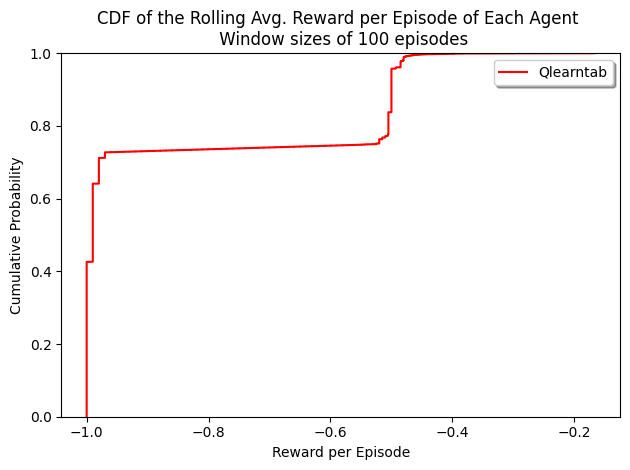 CDF of the Rolling Avg. Reward per Episode of Each Agent
Window sizes of 100 episodes
Qlearntab
1.0
0.8
0.6
0.4
0.2
0.0
Cumulative Probability
−1.0 −0.8 −0.6 −0.4 −0.2
Reward per Episode